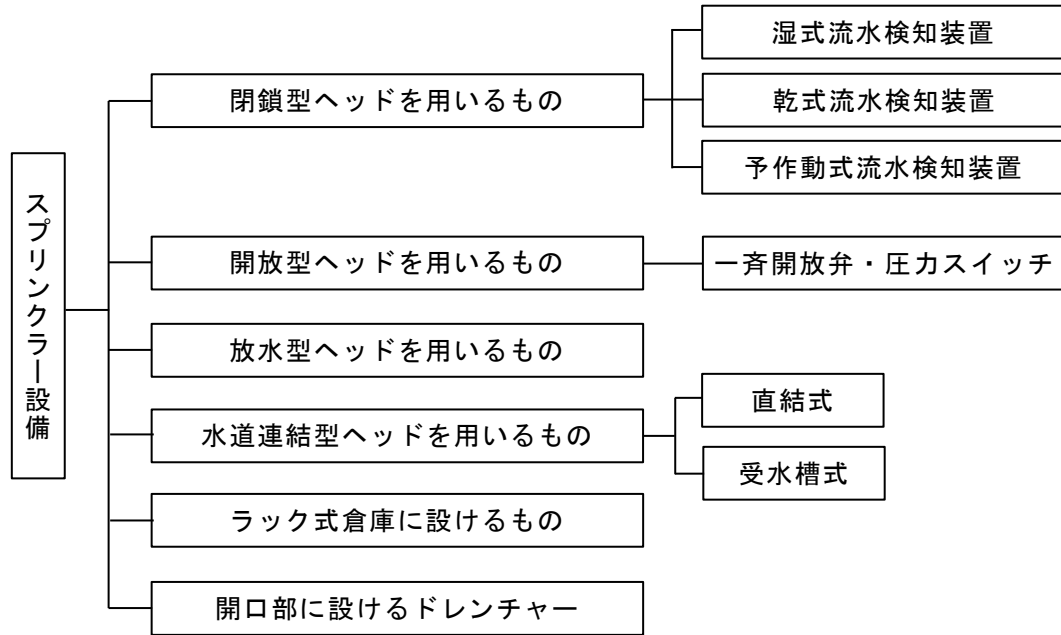 スプリンクラー設備
閉鎖型ヘッドを用いるもの
湿式流水検知装置
乾式流水検知装置
予作動式流水検知装置
開放型ヘッドを用いるもの
一斉開放弁・圧力スイッチ
放水型ヘッドを用いるもの
水道連結型ヘッドを用いるもの
直結式
受水槽式
ラック式倉庫に設けるもの
開口部に設けるドレンチャー